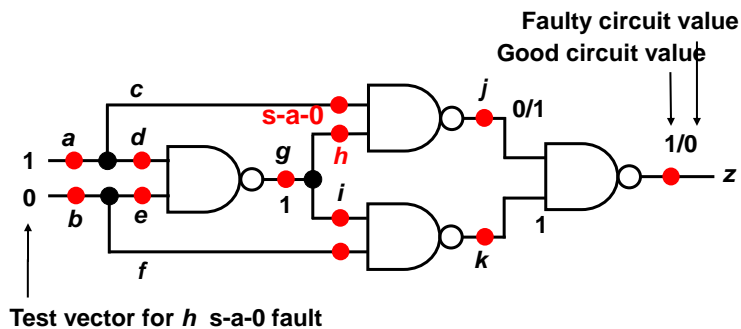 Faulty circuit value
Good circuit value
c
s-a-0
j
0/1
a
d
g
h
1/0
1
0
b
e
1
i
1
z
f
k
Test vector for h s-a-0 fault